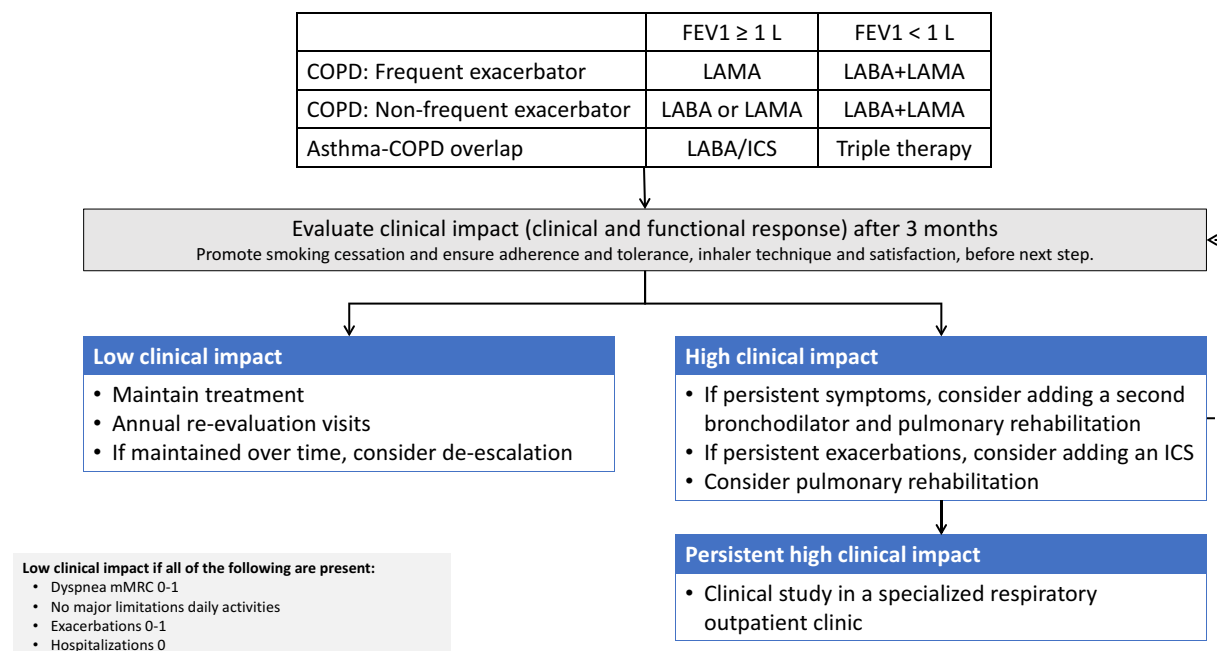 FEV1 ≥ 1 L FEV1 < 1 L
COPD: Frequent exacerbator LAMA LABA+LAMA
COPD: Non-frequent exacerbator LABA or LAMA LABA+LAMA
Asthma-COPD overlap LABA/ICS Triple therapy
Evaluate clinical impact (clinical and functional response) after 3 months
Promote smoking cessation and ensure adherence and tolerance, inhaler technique and satisfaction, before next step.
Low clinical impact
• Maintain treatment
• Annual re-evaluation visits
• If maintained over time, consider de-escalation
High clinical impact
• If persistent symptoms, consider adding a second
bronchodilator and pulmonary rehabilitation
• If persistent exacerbations, consider adding an ICS
• Consider pulmonary rehabilitation
Persistent high clinical impact
• Clinical study in a specialized respiratory
outpatient clinic
Low clinical impact if all of the following are present:
• Dyspnea mMRC 0-1
• No major limitations daily activities
• Exacerbations 0-1
• Hospitalizations 0